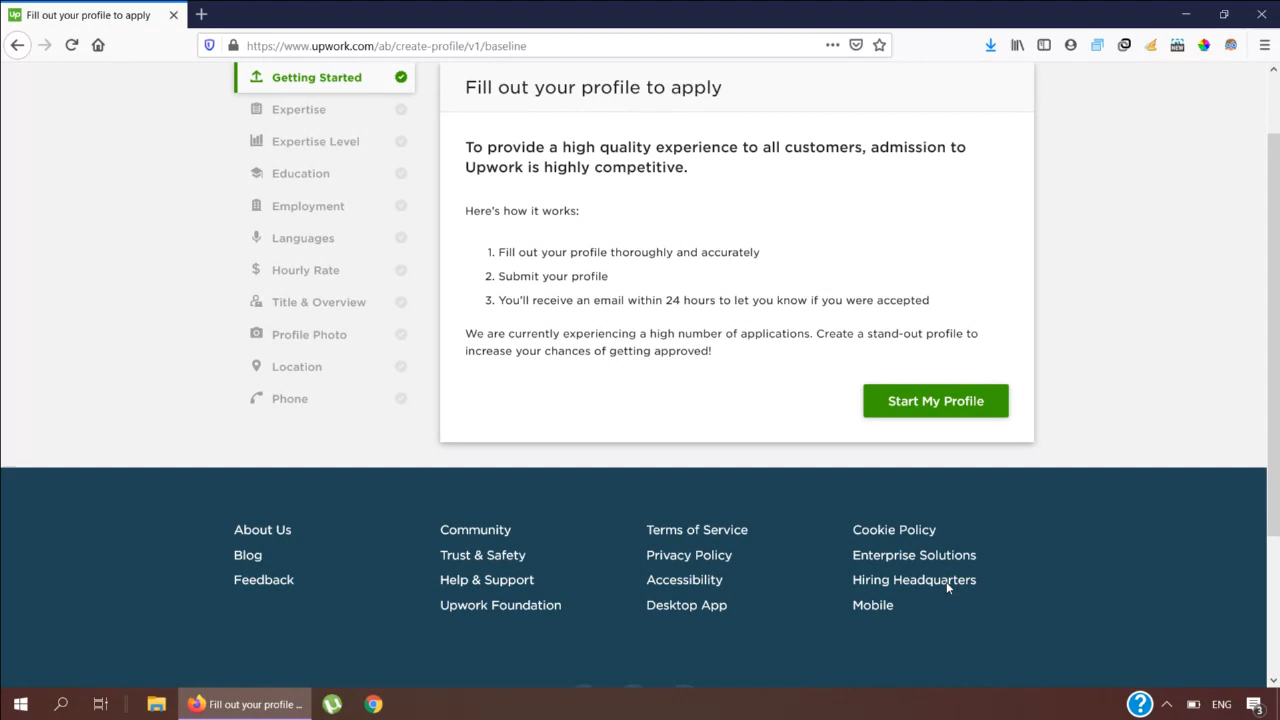 Up Fill out your profile to apply
https://www.upwork.com/ab/create-profile/v1/baseline
NEW
Getting Started
Expertise
Expertise Level
Education
Employment
Languages
$ Hourly Rate
Title & Overview
Profile Photo
Location
Phone
Fill out your profile to apply
To provide a high quality experience to all customers, admission to
Upwork is highly competitive.
Here's how it works:
1. Fill out your profile thoroughly and accurately
2. Submit your profile
3. You'll receive an email within 24 hours to let you know if you were accepted
We are currently experiencing a high number of applications. Create a stand-out profile to
increase your chances of getting approved!
Start My Profile
About Us
Blog
Feedback
Community
Trust & Safety
Help & Support
Upwork Foundation
Terms of Service
Privacy Policy
Accessibility
Desktop App
Cookie Policy
Enterprise Solutions
Hiring Headquarters
Mobile
Fill out your profile ...
?
ENG
3